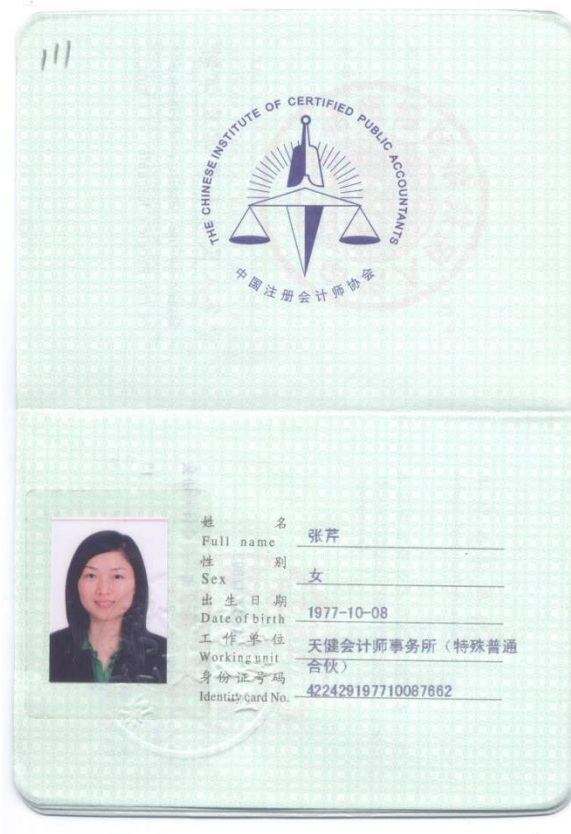 111
THE CHINESE INSTITUTE OF CERTIFIED PUBLIC ACCOUNTANTS
中国注册会计师协会
姓 名 张芹
Full name
性 别
Sex 女
出生日期
Date of birth 1977-10-08
工作单位 天健会计师事务所（特殊普通
Working unit 合伙）
身份证号码
Identity card No. 422429197710087662